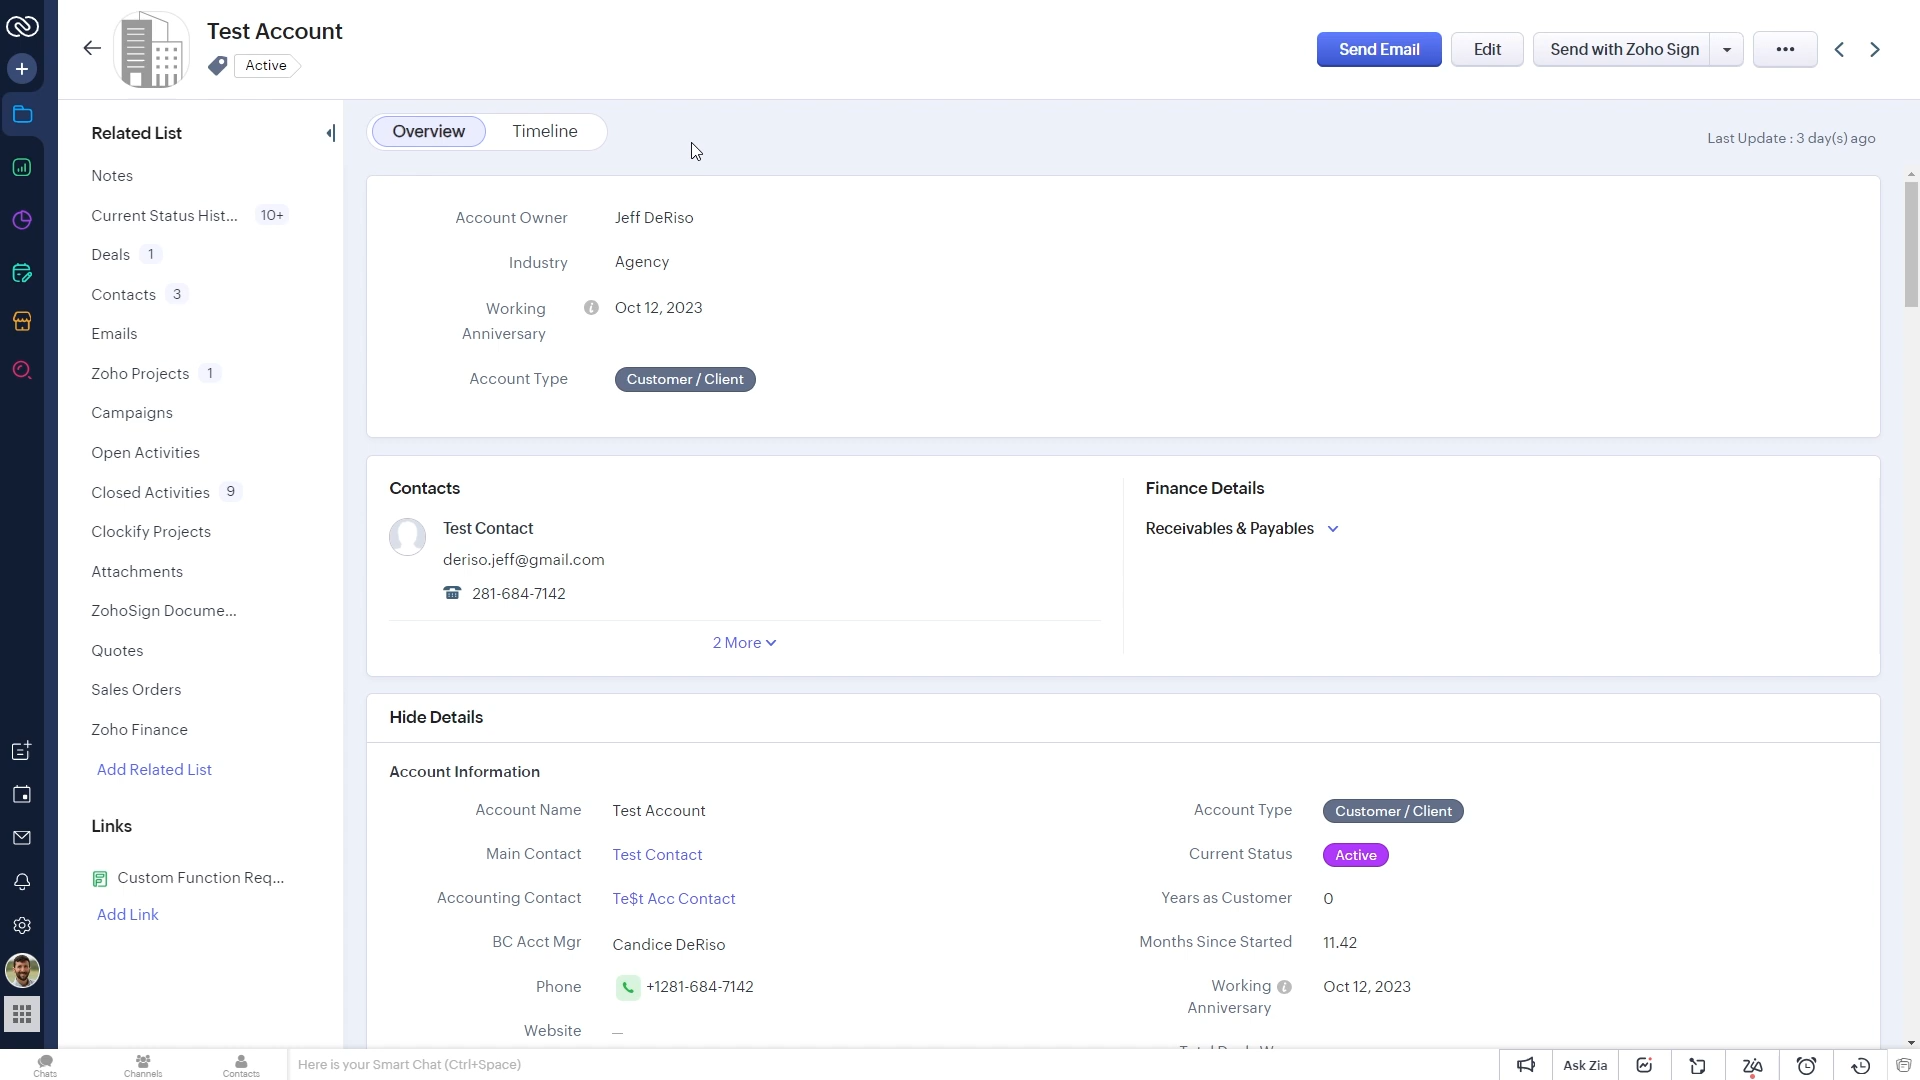 Test Account
Active
Send Email
Edit
Send with Zoho Sign
Related List
Notes
Current Status Hist... 10+
Deals 1
Contacts 3
Emails
Zoho Projects 1
Campaigns
Open Activities
Closed Activities 9
Clockify Projects
Attachments
ZohoSign Docume...
Quotes
Sales Orders
Zoho Finance
Add Related List
Links
Custom Function Req...
Add Link
Overview Timeline
Last Update : 3 day(s) ago
Account Owner Jeff DeRiso
Industry Agency
Working Anniversary Oct 12, 2023
Account Type Customer / Client
Contacts
Test Contact
deriso.jeff@gmail.com
281-684-7142
2 More
Finance Details
Receivables & Payables
Hide Details
Account Information
Account Name Test Account
Main Contact Test Contact
Accounting Contact Te$t Acc Contact
BC Acct Mgr Candice DeRiso
Phone +1281-684-7142
Website —
Account Type Customer / Client
Current Status Active
Years as Customer 0
Months Since Started 11.42
Working Anniversary Oct 12, 2023
Chats
Channels
Contacts
Here is your Smart Chat (Ctrl+Space)
Ask Zia